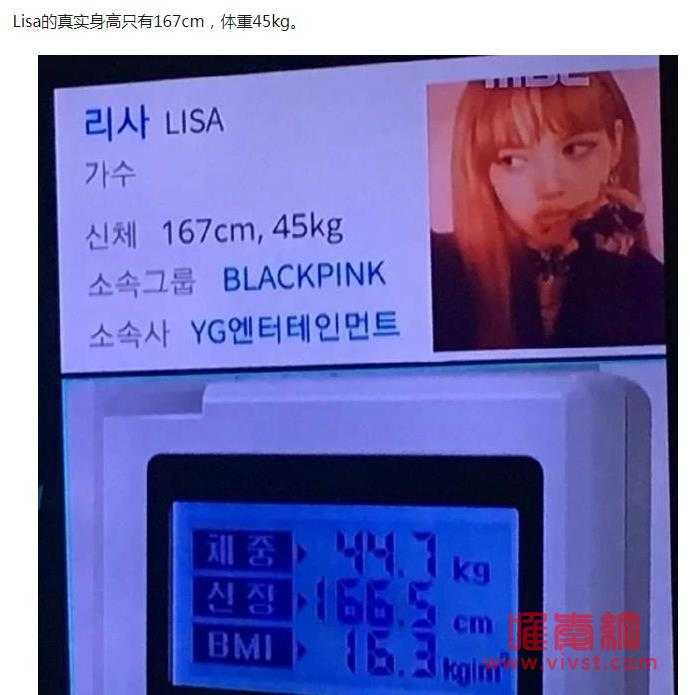 Lisa的真实身高只有167cm，体重45kg。
MBC
리사 LISA
가수
신체 167cm, 45kg
소속그룹 BLACKPINK
소속사 YG엔터테인먼트
체중 44.7 kg
신장 166.5 cm
BMI 16.3 kg/m²
www.vivst.com